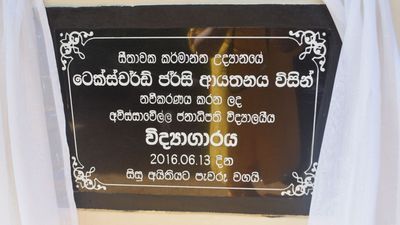 සීතාවක කර්මාන්ත උද්‍යානයේ
ටෙක්ස්චර්ඩ් ජර්සි ආයතනය විසින්
නවීකරණය කරන ලද
අවිස්සාවේල්ල ජනාධිපති විද්‍යාලයීය
විද්‍යාගාරය
2016.06.13 දින
සිසු අයිතියට පැවරූ වගයි.